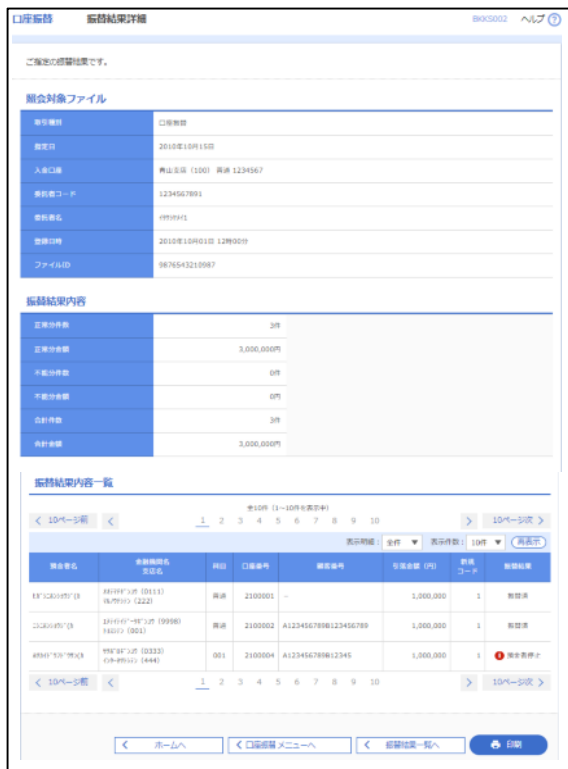 口座振替 振替結果詳細 BKKS002 ヘルプ ?
ご指定の振替結果です。
照会対象ファイル
取引種別 口座振替
指定日 2010年10月15日
入金口座 青山支店（100） 普通 1234567
委託者コード 1234567891
委託者名
登録日時 2010年10月01日 12時00分
ファイルID 9876543210987
振替結果内容
正常分件数 3件
正常分金額 3,000,000円
不能分件数 0件
不能分金額 0円
合計件数 3件
合計金額 3,000,000円
振替結果内容一覧
全10件（1～10件を表示中）
< 10ページ前 < 1 2 3 4 5 6 7 8 9 10 > 10ページ次 >
表示明細： 全件 ▼ 表示件数： 10件 ▼ 再表示
預金者名 金融機関名 科目 口座番号 顧客番号 引落金額（円） 新規 振替結果
支店名 コード
(0111) 普通 2100001 - 1,000,000 1 振替済
(222)
(9998) 普通 2100002 A123456789B123456789 1,000,000 1 振替済
(001)
(0333) 001 2100004 A123456789B12345 1,000,000 1 預金者停止
(444)
< 10ページ前 < 1 2 3 4 5 6 7 8 9 10 > 10ページ次 >
< ホームへ < 口座振替メニューへ < 振替結果一覧へ 印刷